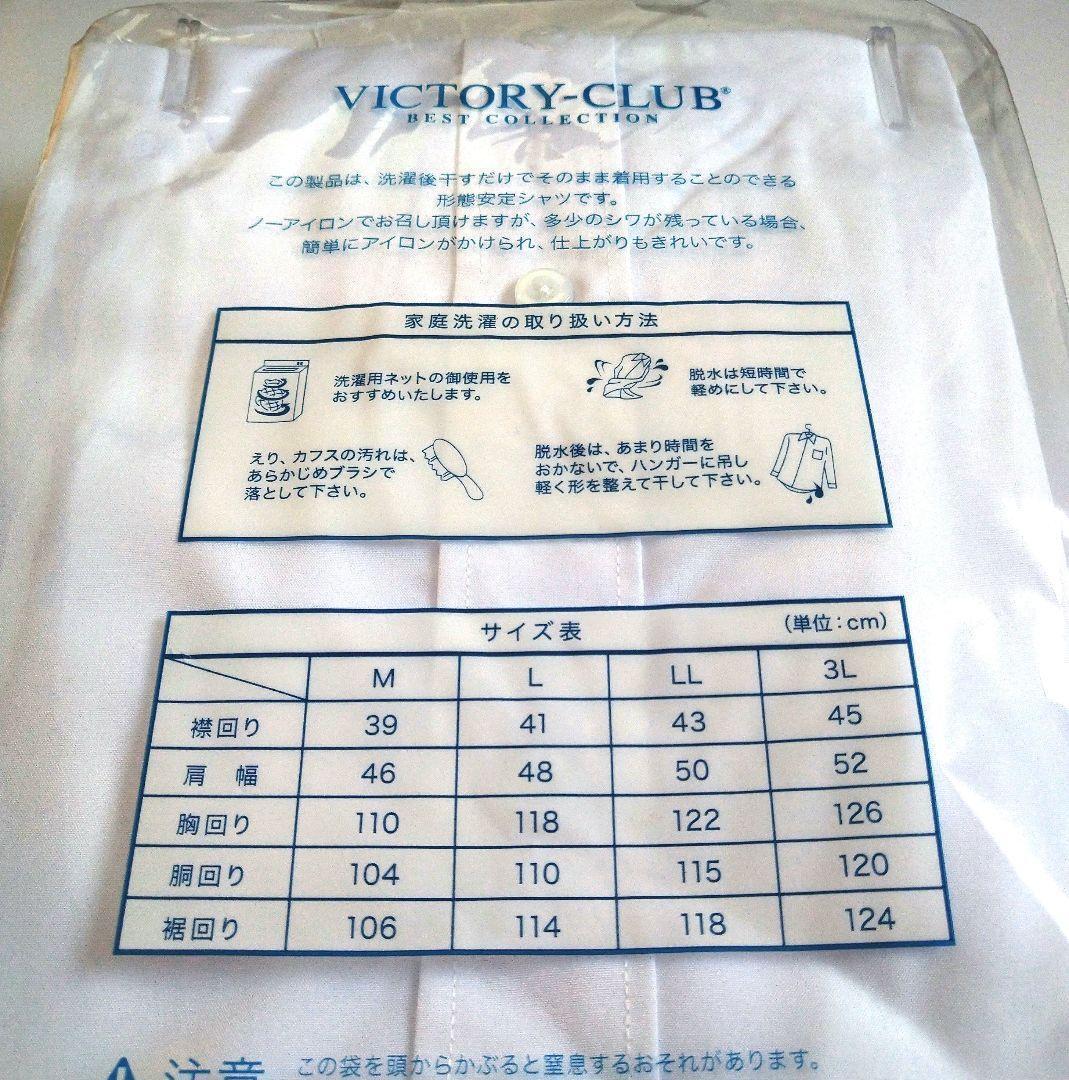 VICTORY-CLUB®
BEST COLLECTION
この製品は、洗濯後干すだけでそのまま着用することのできる
形態安定シャツです。
ノーアイロンでお召し頂けますが、多少のシワが残っている場合、
簡単にアイロンがかけられ、仕上がりもきれいです。
家庭洗濯の取り扱い方法
洗濯用ネットの御使用を
おすすめいたします。
脱水は短時間で
軽めにして下さい。
えり、カフスの汚れは、
あらかじめブラシで
落として下さい。
脱水後は、あまり時間を
おかないで、ハンガーに吊し
軽く形を整えて干して下さい。
サイズ表 (単位:cm)
M L LL 3L
襟回り 39 41 43 45
肩 幅 46 48 50 52
胸回り 110 118 122 126
胴回り 104 110 115 120
裾回り 106 114 118 124
注意 この袋を頭からかぶると窒息するおそれがあります。